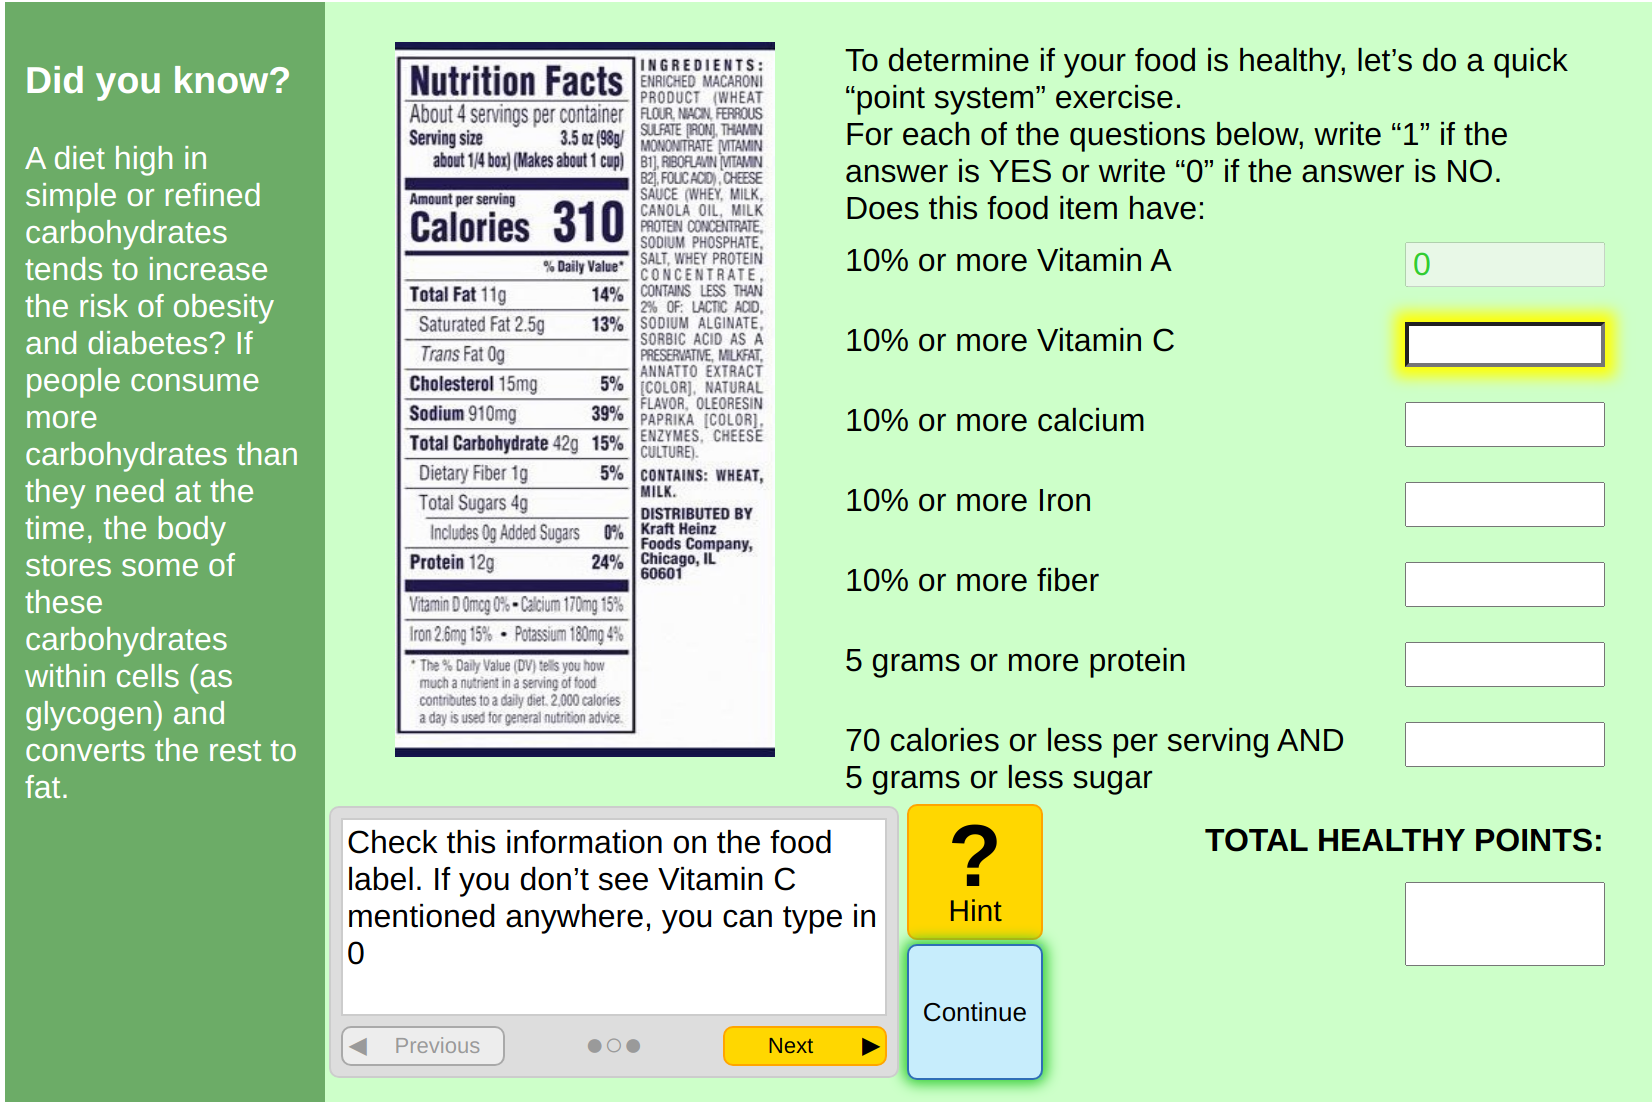 Did you know?
A diet high in
simple or refined
carbohydrates
tends to increase
the risk of obesity
and diabetes? If
people consume
more
carbohydrates than
they need at the
time, the body
stores some of
these
carbohydrates
within cells (as
glycogen) and
converts the rest to
fat.
Nutrition Facts
About 4 servings per container
Serving size 3.5 oz (98g/
about 1/4 box) (Makes about 1 cup)
Amount per serving
Calories 310
% Daily Value*
Total Fat 11g 14%
Saturated Fat 2.5g 13%
Trans Fat 0g
Cholesterol 15mg 5%
Sodium 910mg 39%
Total Carbohydrate 42g 15%
Dietary Fiber 1g 5%
Total Sugars 4g
Includes 0g Added Sugars 0%
Protein 12g 24%
Vitamin D 0mcg 0% • Calcium 170mg 15%
Iron 2.6mg 15% • Potassium 180mg 4%
* The % Daily Value (DV) tells you how
much a nutrient in a serving of food
contributes to a daily diet. 2,000 calories
a day is used for general nutrition advice.
INGREDIENTS:
ENRICHED MACARONI
PRODUCT (WHEAT
FLOUR, NIACIN, FERROUS
SULFATE [IRON], THIAMIN
MONONITRATE [VITAMIN
B1], RIBOFLAVIN [VITAMIN
B2], FOLIC ACID), CHEESE
SAUCE (WHEY, MILK,
CANOLA OIL, MILK
PROTEIN CONCENTRATE,
SODIUM PHOSPHATE,
SALT, WHEY PROTEIN
CONCENTRATE,
CONTAINS LESS THAN
2% OF: LACTIC ACID,
SODIUM ALGINATE,
SORBIC ACID AS A
PRESERVATIVE, MILKFAT,
ANNATTO EXTRACT
[COLOR], NATURAL
FLAVOR, OLEORESIN
PAPRIKA [COLOR],
ENZYMES, CHEESE
CULTURE).
CONTAINS: WHEAT,
MILK.
DISTRIBUTED BY
Kraft Heinz
Foods Company,
Chicago, IL
60601
To determine if your food is healthy, let’s do a quick
“point system” exercise.
For each of the questions below, write “1” if the
answer is YES or write “0” if the answer is NO.
Does this food item have:
10% or more Vitamin A 0
10% or more Vitamin C
10% or more calcium
10% or more Iron
10% or more fiber
5 grams or more protein
70 calories or less per serving AND
5 grams or less sugar
TOTAL HEALTHY POINTS:
Check this information on the food
label. If you don’t see Vitamin C
mentioned anywhere, you can type in
0
Previous
Next
?
Hint
Continue